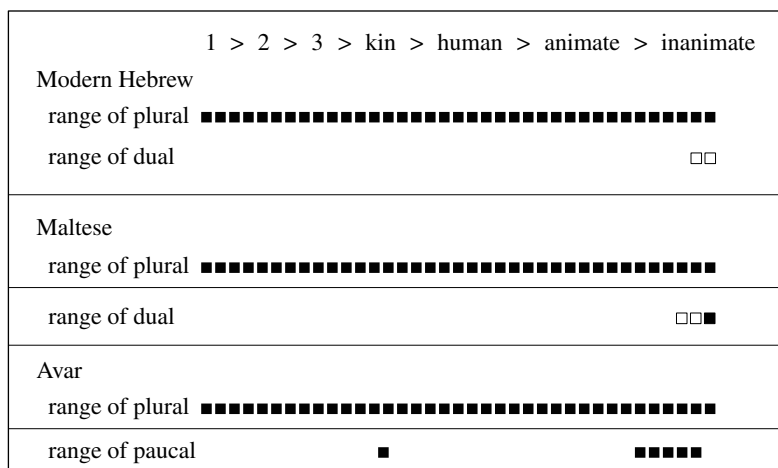 1 > 2 > 3 > kin > human > animate > inanimate
Modern Hebrew
range of plural ■■■■■■■■■■■■■■■■■■■■■■■■■■■■■■■■■■■■■
range of dual □□
Maltese
range of plural ■■■■■■■■■■■■■■■■■■■■■■■■■■■■■■■■■■■■■
range of dual □□■
Avar
range of plural ■■■■■■■■■■■■■■■■■■■■■■■■■■■■■■■■■■■■■
range of paucal ■ ■■■■■